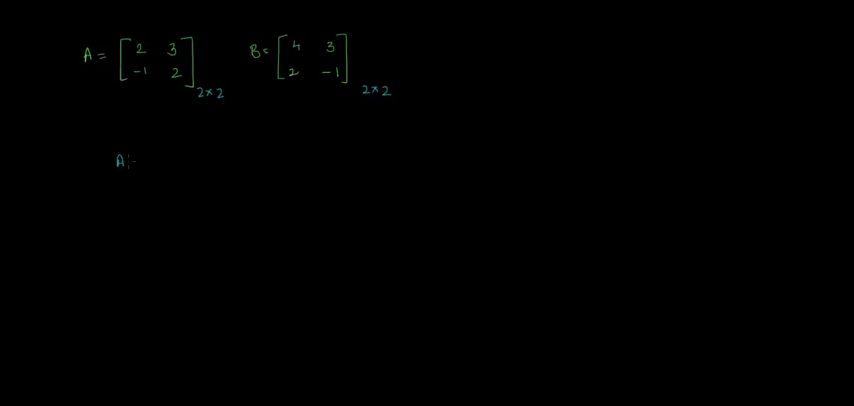 A = [ 2 3 B = [ 4 3
-1 2 ] 2×2 2 -1 ] 2×2
A